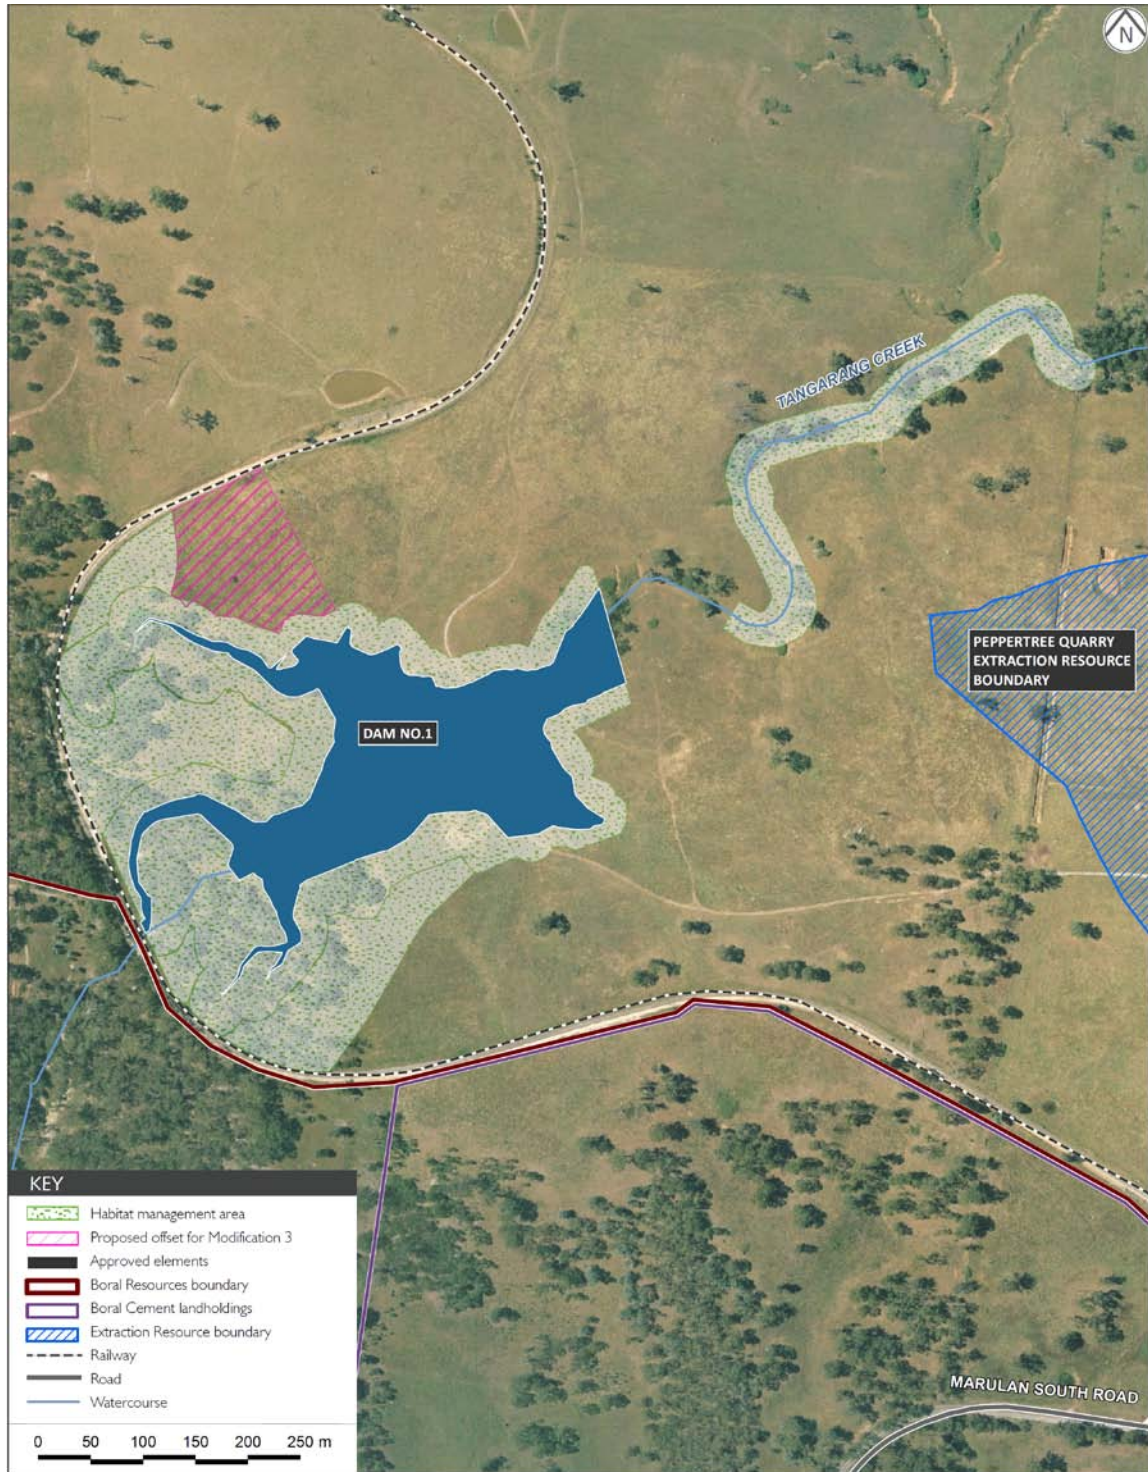 N
TANGARANG CREEK
PEPPERTREE QUARRY
EXTRACTION RESOURCE
BOUNDARY
DAM NO.1
KEY
Habitat management area
Proposed offset for Modification 3
Approved elements
Boral Resources boundary
Boral Cement landholdings
Extraction Resource boundary
Railway
Road
Watercourse
0 50 100 150 200 250 m
MARULAN SOUTH ROAD